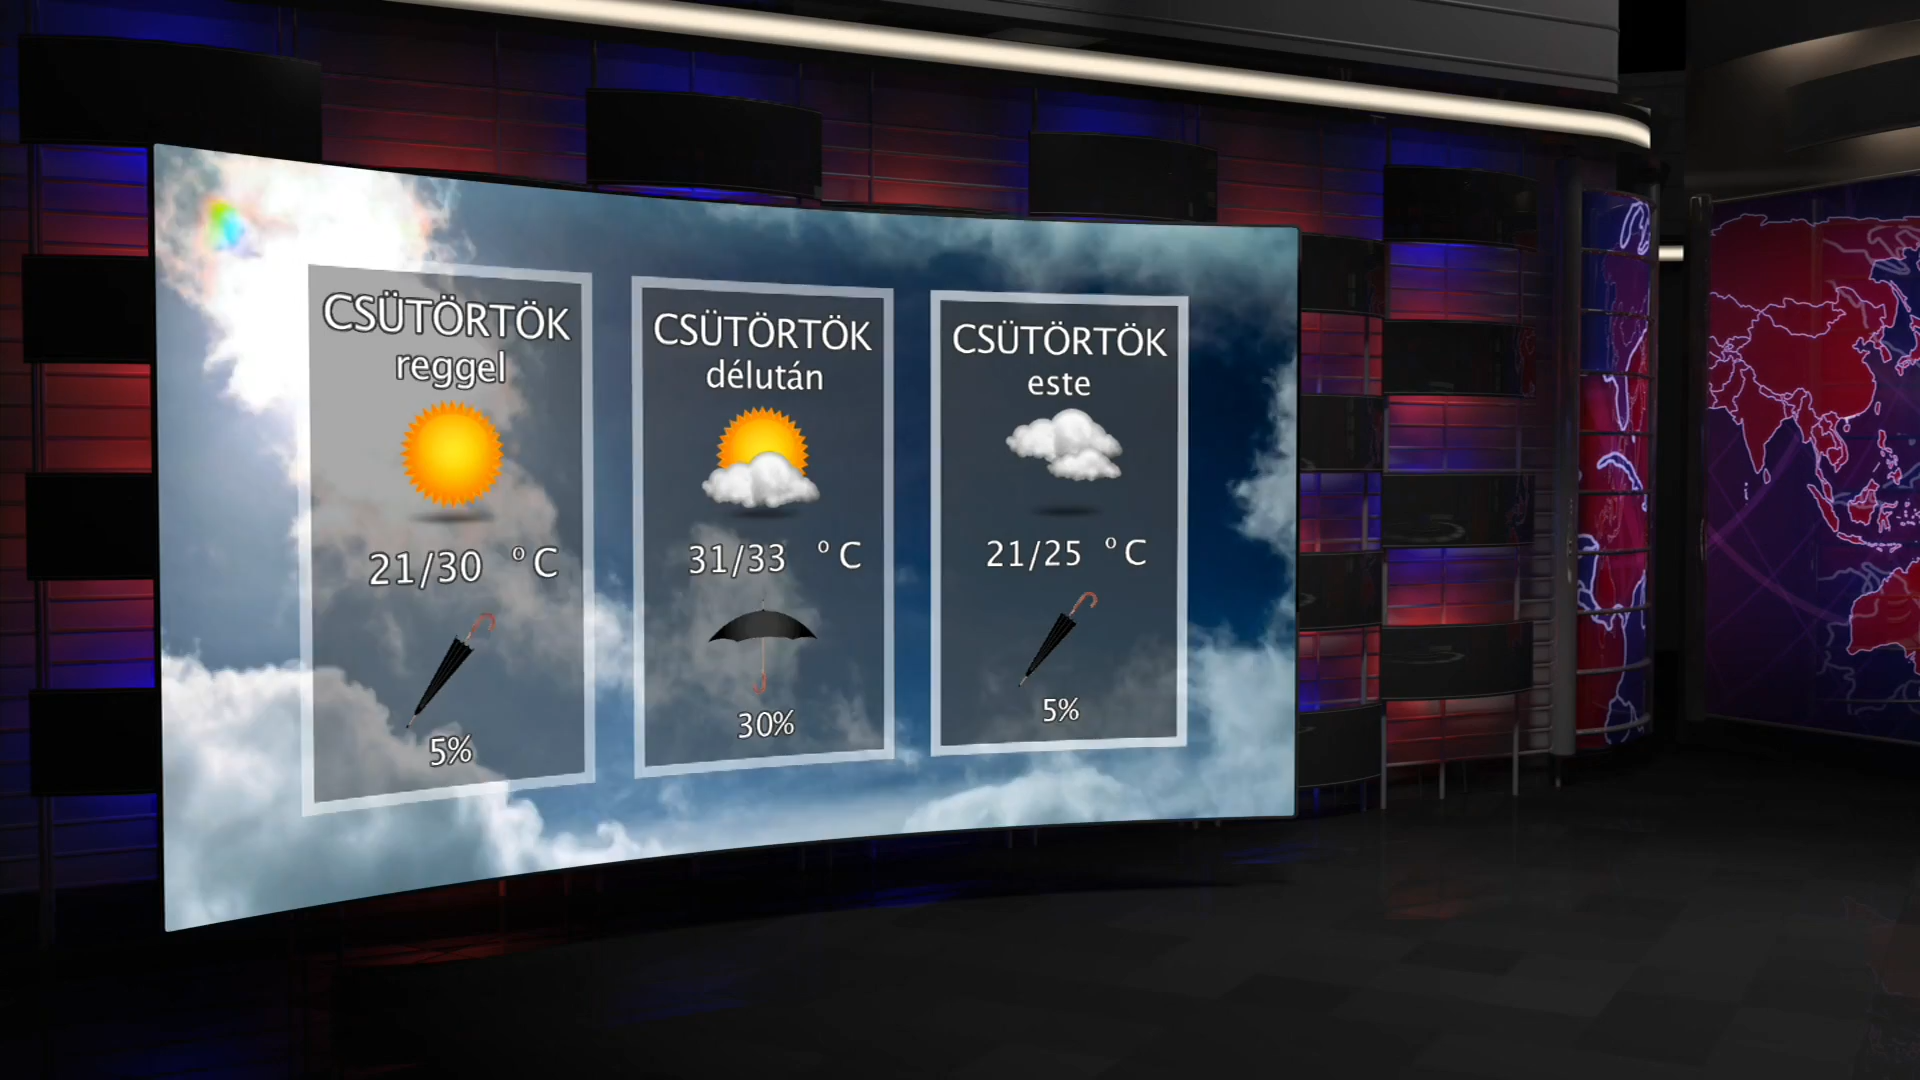 CSÜTÖRTÖK
reggel
21/30 °C
5%
CSÜTÖRTÖK
délután
31/33 °C
30%
CSÜTÖRTÖK
este
21/25 °C
5%